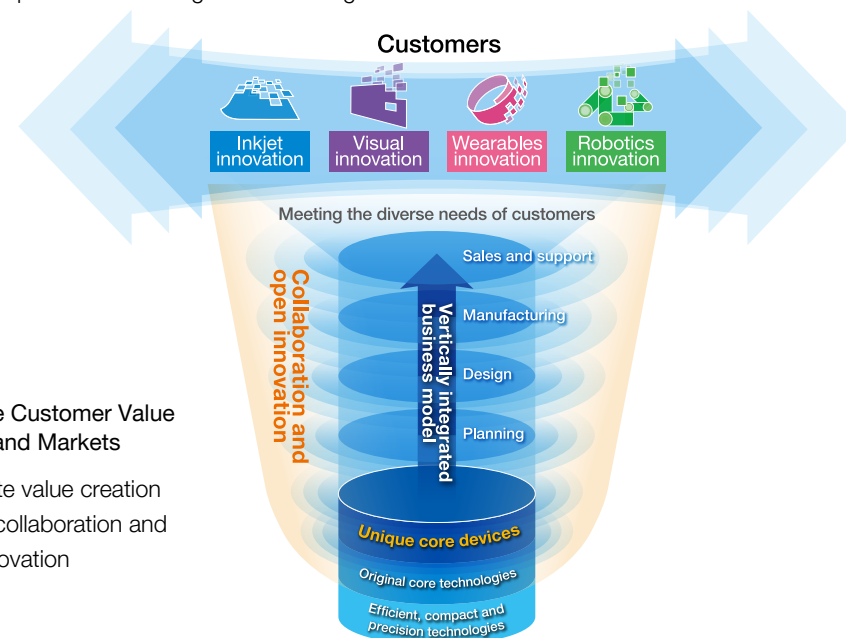 Customers
Inkjet
innovation
Visual
innovation
Wearables
innovation
Robotics
innovation
Meeting the diverse needs of customers
Sales and support
Manufacturing
Design
Planning
Collaboration and
open innovation
Vertically integrated
business model
Customer Value
and Markets
value creation
collaboration and
Unique core devices
Original core technologies
Efficient, compact and
precision technologies